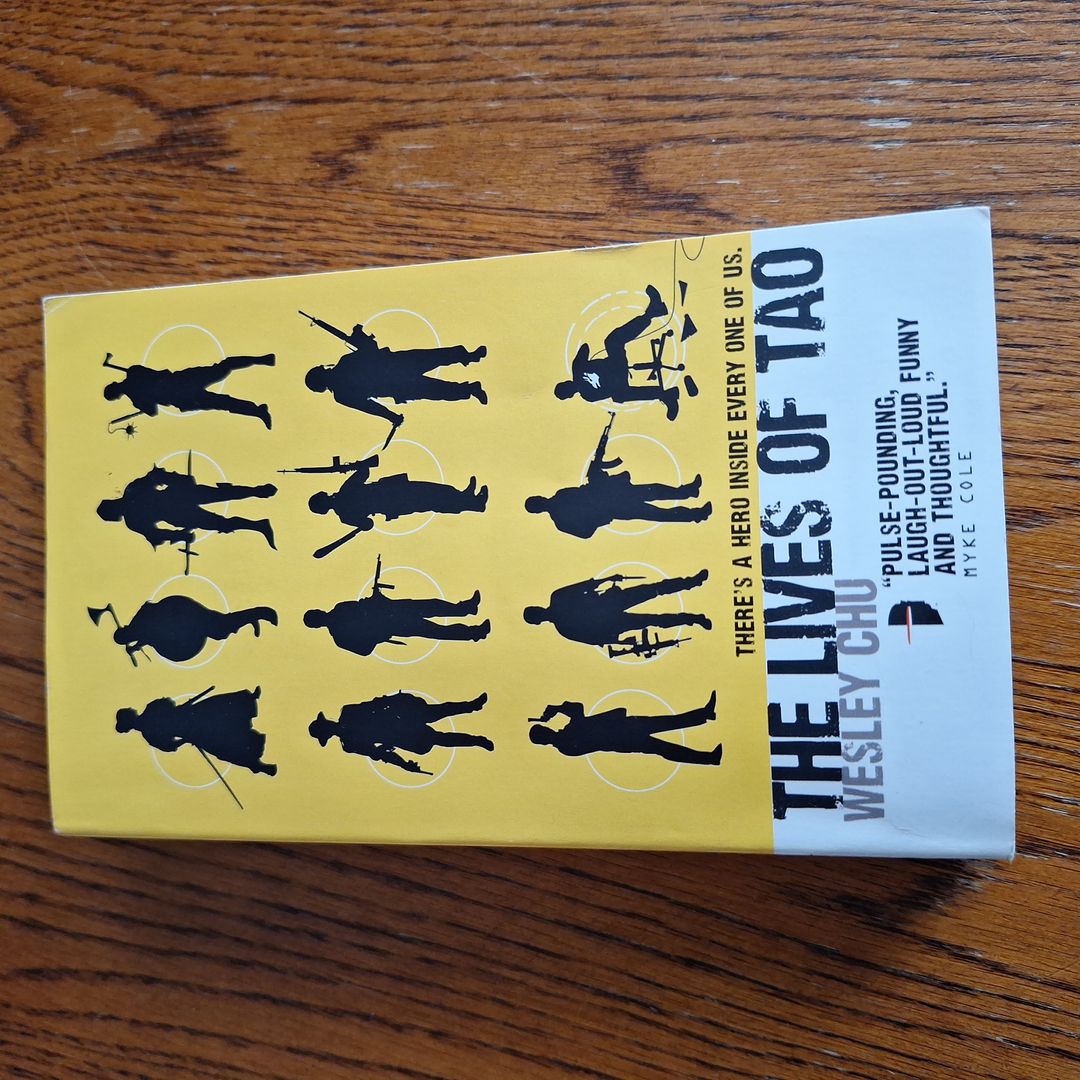 THERE'S A HERO INSIDE EVERY ONE OF US.
THE LIVES OF TAO
WESLEY CHU
"PULSE-POUNDING,
LAUGH-OUT-LOUD FUNNY
AND THOUGHTFUL."
MYKE COLE